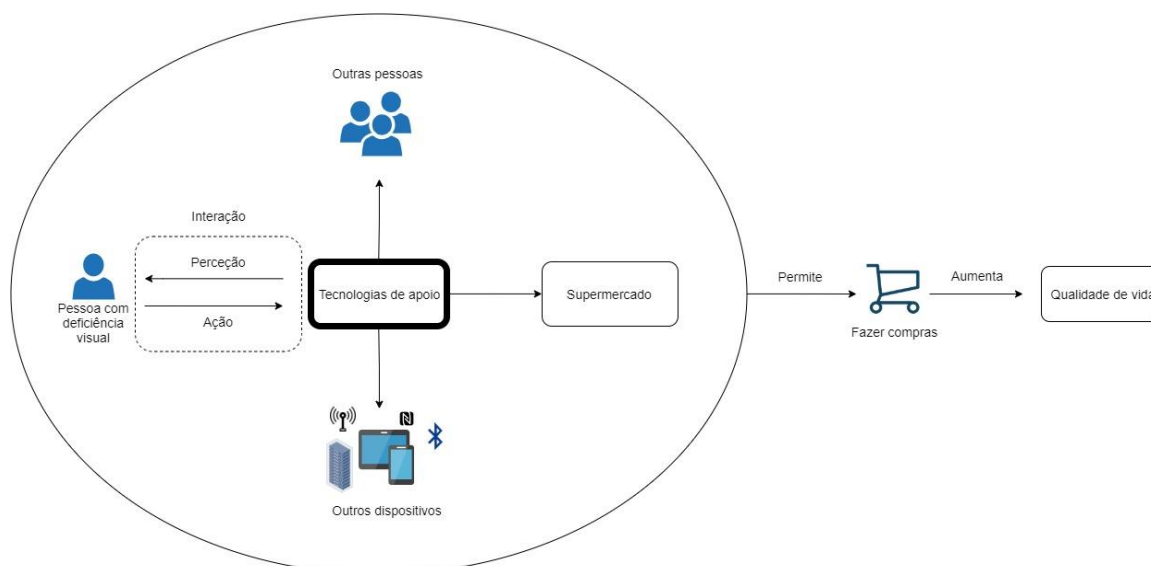 Outras pessoas
Interação
Perceção
Ação
Pessoa com
deficiência
visual
Tecnologias de apoio
Supermercado
Outros dispositivos
Permite
Fazer compras
Aumenta
Qualidade de vida